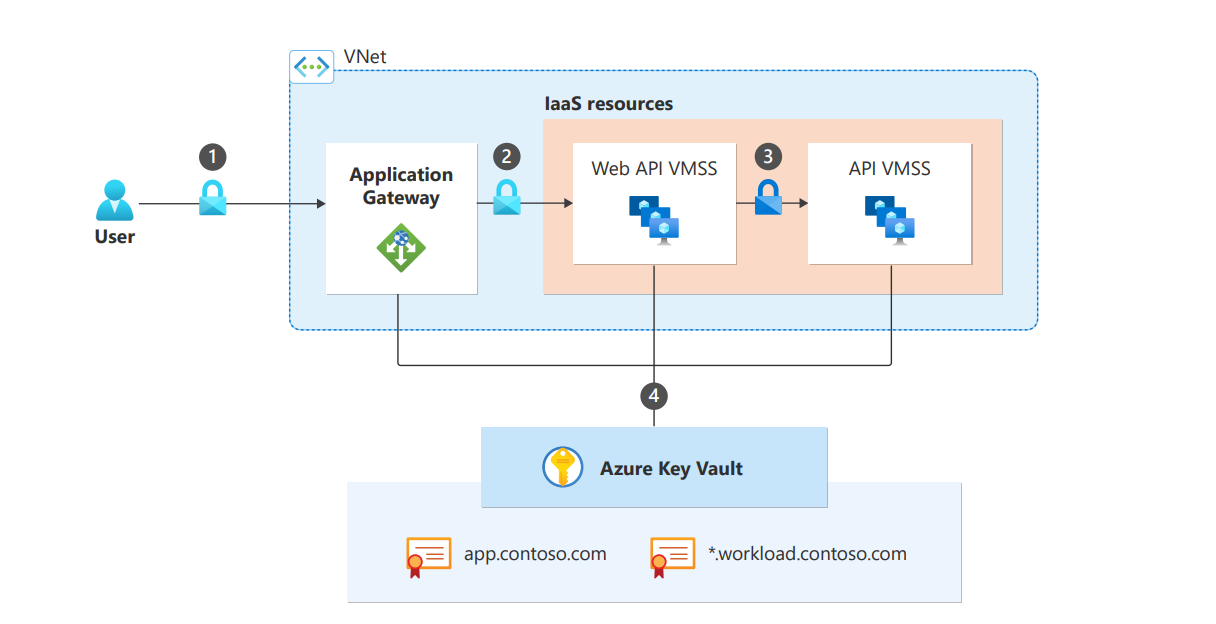 VNet
IaaS resources
1
2
3
Application
Gateway
Web API VMSS
API VMSS
User
4
Azure Key Vault
app.contoso.com
*.workload.contoso.com